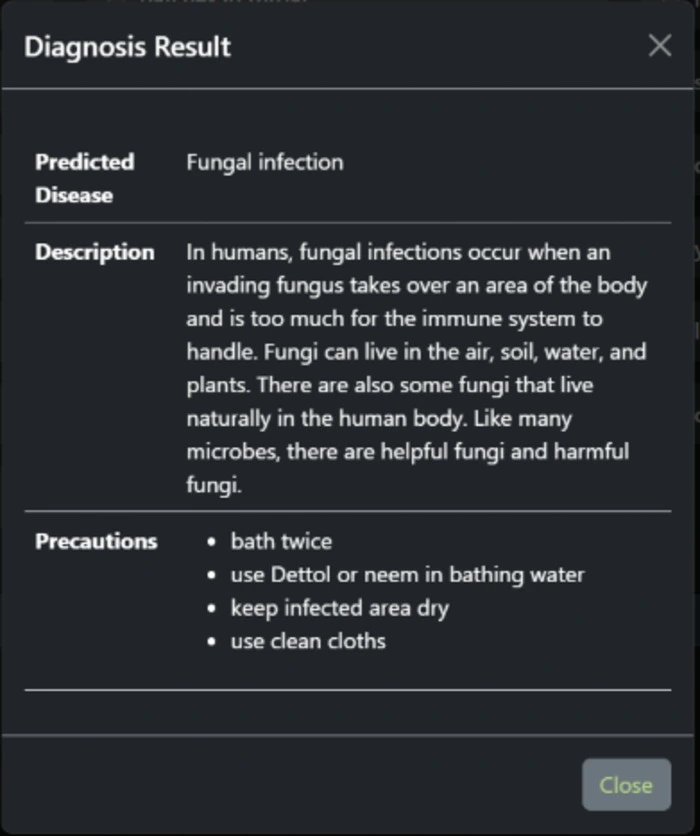 Diagnosis Result
Predicted Disease
Fungal infection
Description
In humans, fungal infections occur when an
invading fungus takes over an area of the body
and is too much for the immune system to
handle. Fungi can live in the air, soil, water, and
plants. There are also some fungi that live
naturally in the human body. Like many
microbes, there are helpful fungi and harmful
fungi.
Precautions
• bath twice
• use Dettol or neem in bathing water
• keep infected area dry
• use clean cloths
Close